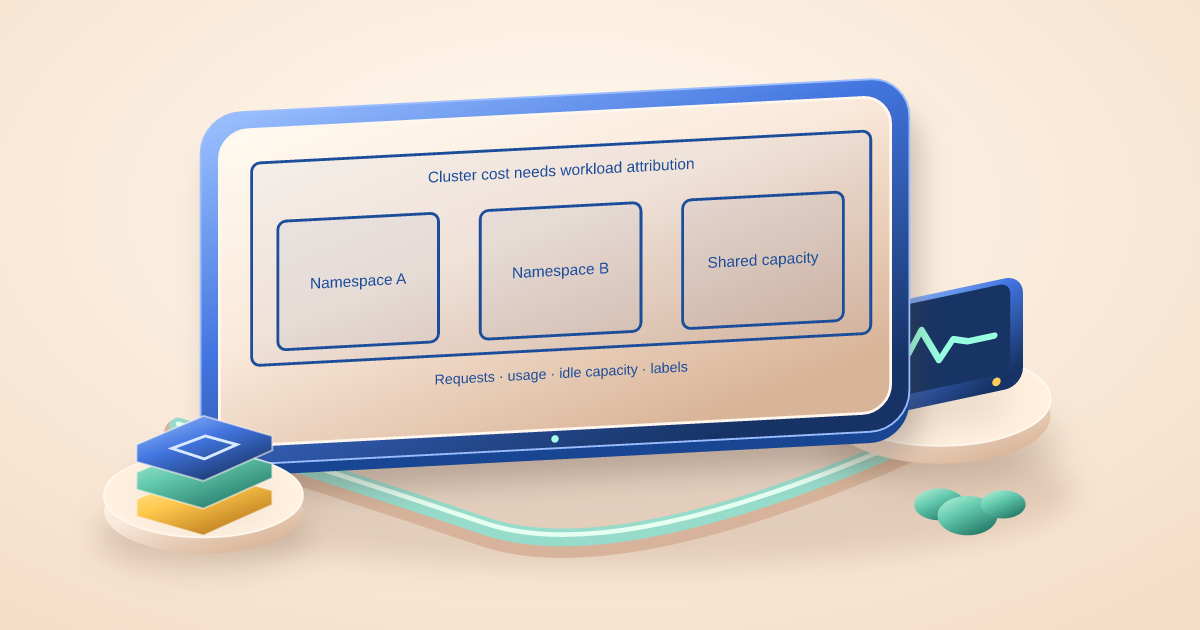 Cluster cost needs workload attribution
Namespace A
Namespace B
Shared capacity
Requests · usage · idle capacity · labels